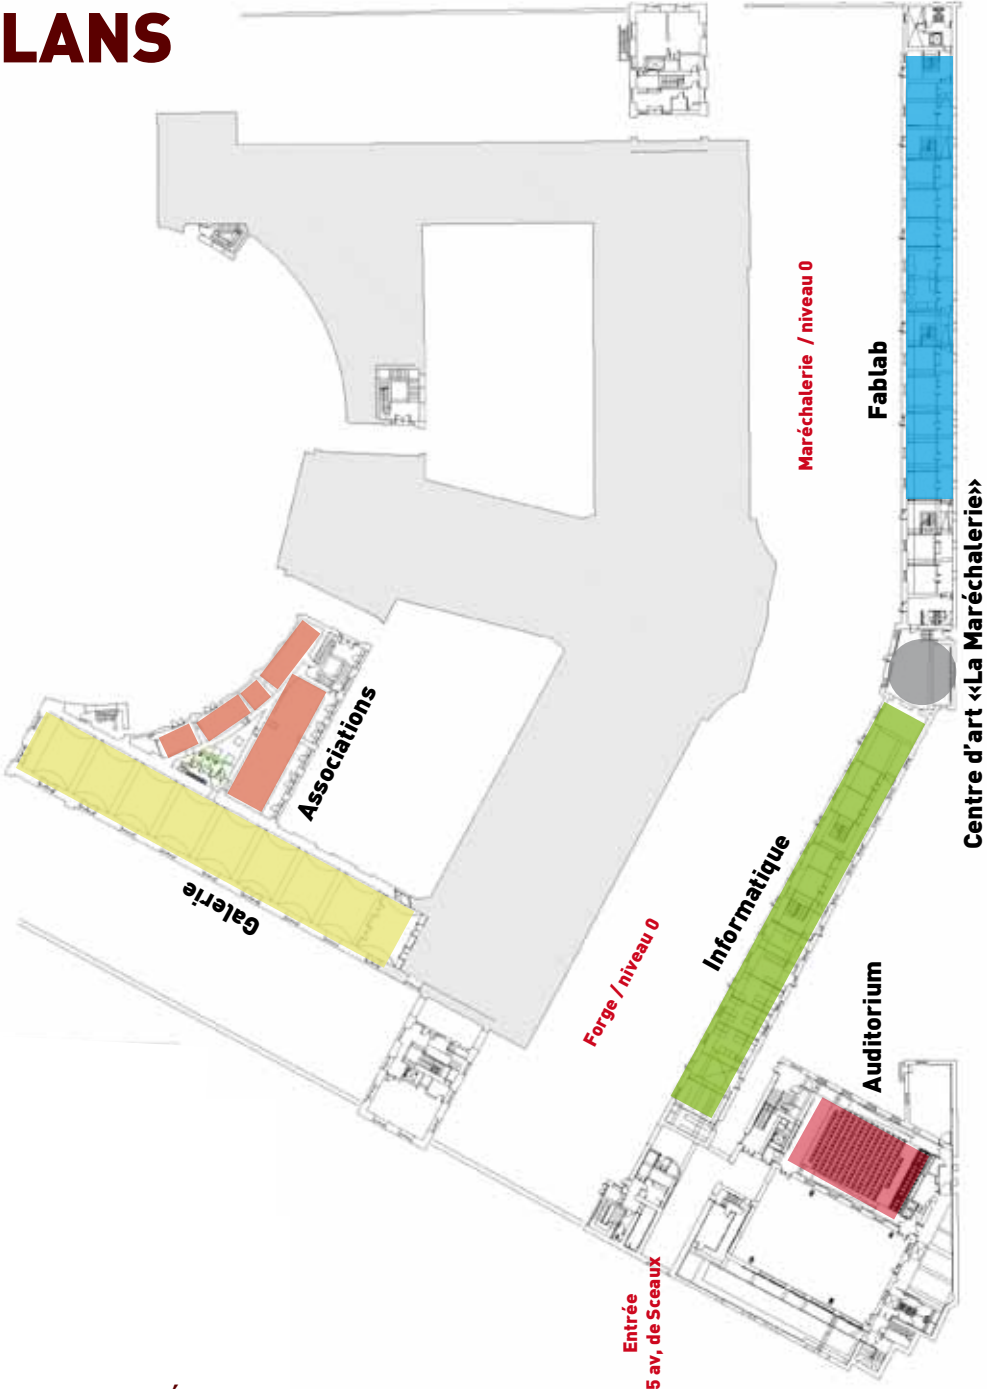 LANS
Maréchalerie / niveau 0
Fablab
Centre d'art «La Maréchalerie»
Associations
Galerie
Informatique
Forge / niveau 0
Auditorium
Entrée
5 av, de Sceaux